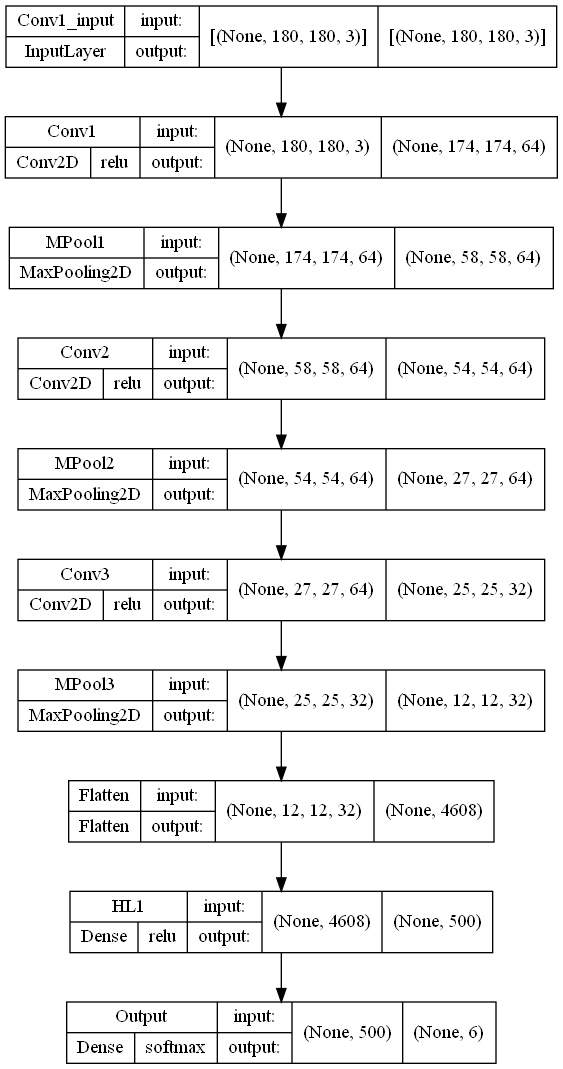 Conv1_input input: [(None, 180, 180, 3)] [(None, 180, 180, 3)]
InputLayer output:
Conv1 input: (None, 180, 180, 3) (None, 174, 174, 64)
Conv2D relu output:
MPool1 input: (None, 174, 174, 64) (None, 58, 58, 64)
MaxPooling2D output:
Conv2 input: (None, 58, 58, 64) (None, 54, 54, 64)
Conv2D relu output:
MPool2 input: (None, 54, 54, 64) (None, 27, 27, 64)
MaxPooling2D output:
Conv3 input: (None, 27, 27, 64) (None, 25, 25, 32)
Conv2D relu output:
MPool3 input: (None, 25, 25, 32) (None, 12, 12, 32)
MaxPooling2D output:
Flatten input: (None, 12, 12, 32) (None, 4608)
Flatten output:
HL1 input: (None, 4608) (None, 500)
Dense relu output:
Output input: (None, 500) (None, 6)
Dense softmax output: